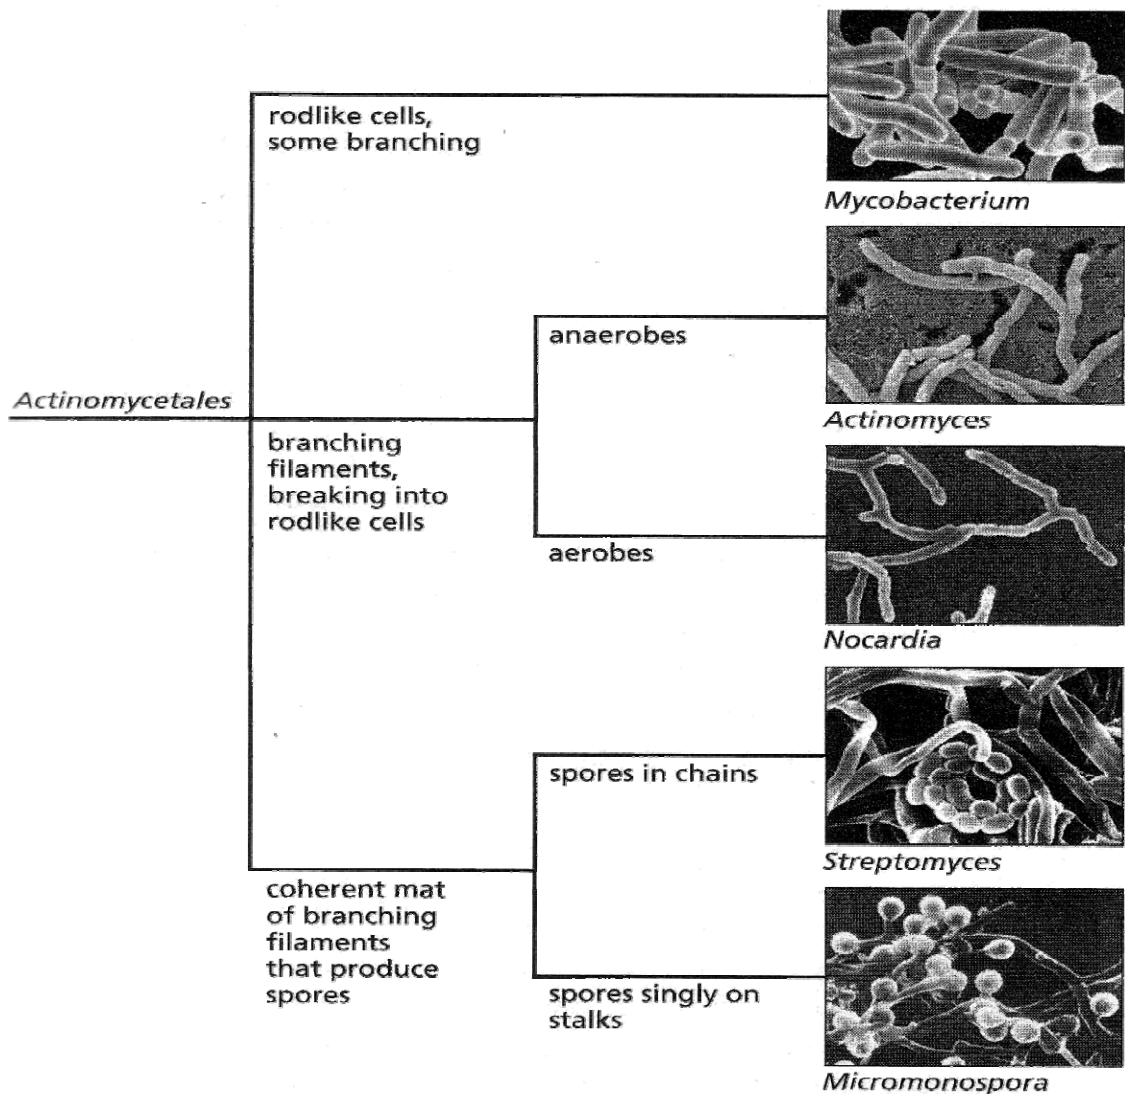 rodlike cells,
some branching
Mycobacterium
anaerobes
Actinomycetales
Actinomyces
branching
filaments,
breaking into
rodlike cells
aerobes
Nocardia
spores in chains
Streptomyces
coherent mat
of branching
filaments
that produce
spores
spores singly on
stalks
Micromonospora